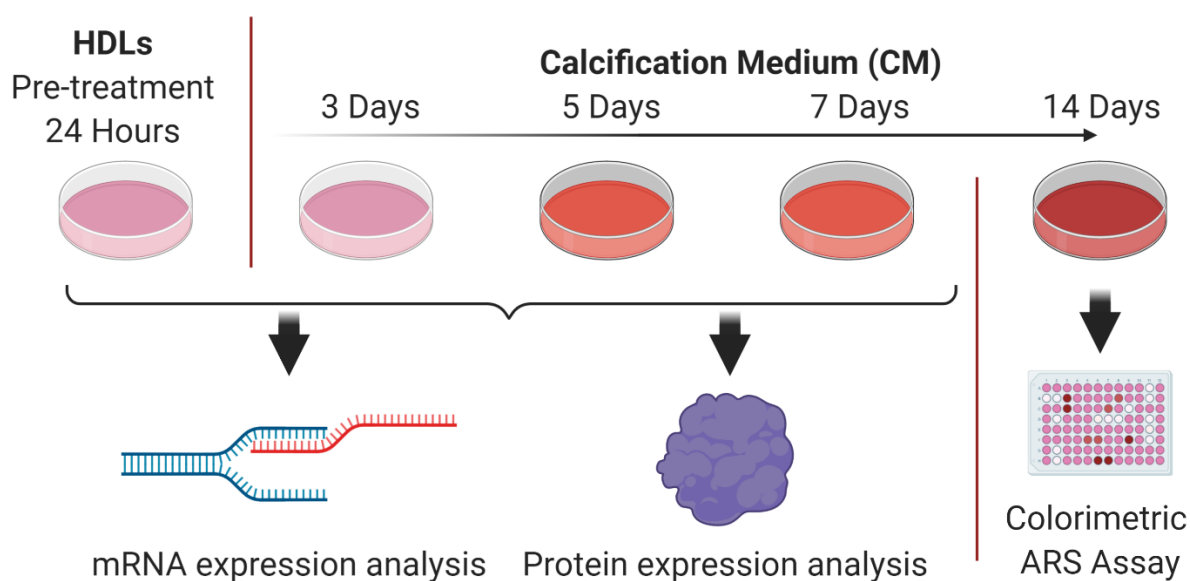 HDLs
Pre-treatment
24 Hours
Calcification Medium (CM)
3 Days
5 Days
7 Days
14 Days
mRNA expression analysis
Protein expression analysis
Colorimetric
ARS Assay